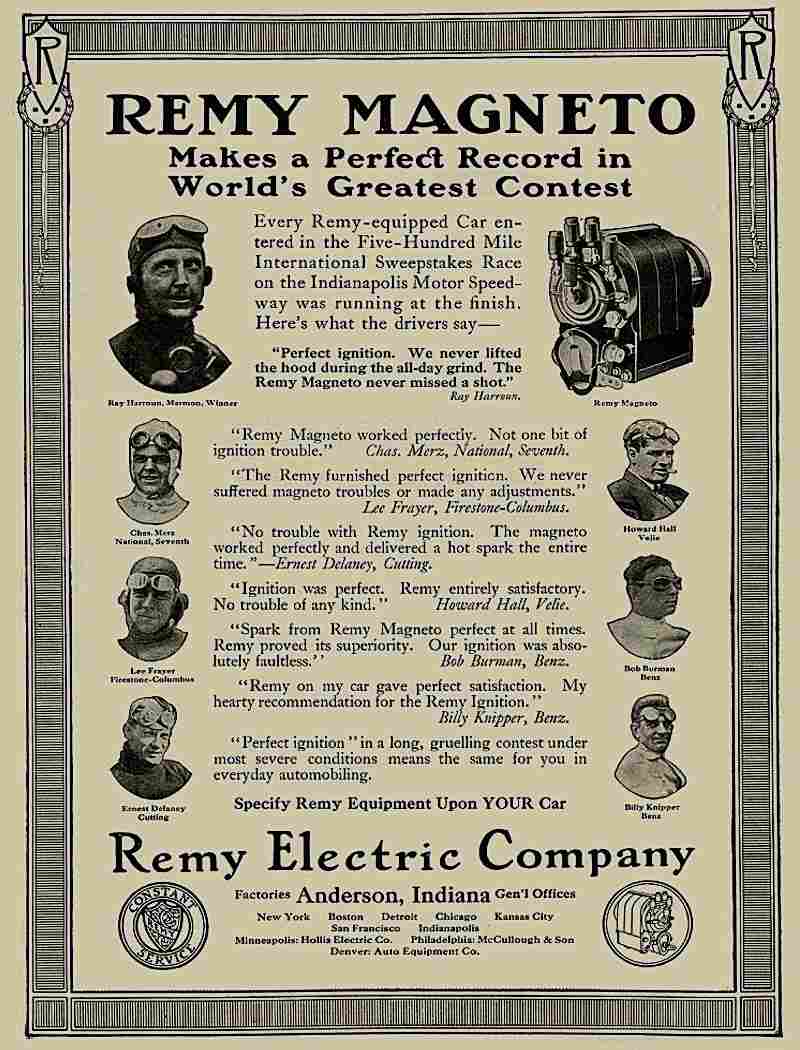 R
R
REMY MAGNETO
Makes a Perfect Record in
World's Greatest Contest
Every Remy-equipped Car en-
tered in the Five-Hundred Mile
International Sweepstakes Race
on the Indianapolis Motor Speed-
way was running at the finish.
Here's what the drivers say—
"Perfect ignition. We never lifted
the hood during the all-day grind. The
Remy Magneto never missed a shot."
Ray Harroun.
Ray Harroun, Marmon, Winner
Remy Magneto
"Remy Magneto worked perfectly. Not one bit of
ignition trouble." Chas. Merz, National, Seventh.
"The Remy furnished perfect ignition. We never
suffered magneto troubles or made any adjustments."
Lee Frayer, Firestone-Columbus.
Chas. Merz
National, Seventh
Howard Hall
Velie
"No trouble with Remy ignition. The magneto
worked perfectly and delivered a hot spark the entire
time."—Ernest Delaney, Cutting.
"Ignition was perfect. Remy entirely satisfactory.
No trouble of any kind." Howard Hall, Velie.
"Spark from Remy Magneto perfect at all times.
Remy proved its superiority. Our ignition was abso-
lutely faultless." Bob Burman, Benz.
Lee Frayer
Firestone-Columbus
Bob Burman
Benz
"Remy on my car gave perfect satisfaction. My
hearty recommendation for the Remy Ignition."
Billy Knipper, Benz.
"Perfect ignition" in a long, gruelling contest under
most severe conditions means the same for you in
everyday automobiling.
Ernest Delaney
Cutting
Billy Knipper
Benz
Specify Remy Equipment Upon YOUR Car
Remy Electric Company
Factories Anderson, Indiana Gen'l Offices
New York Boston Detroit Chicago Kansas City
San Francisco Indianapolis
Minneapolis: Hollis Electric Co. Philadelphia: McCullough & Son
Denver: Auto Equipment Co.
CONSTANT
SERVICE